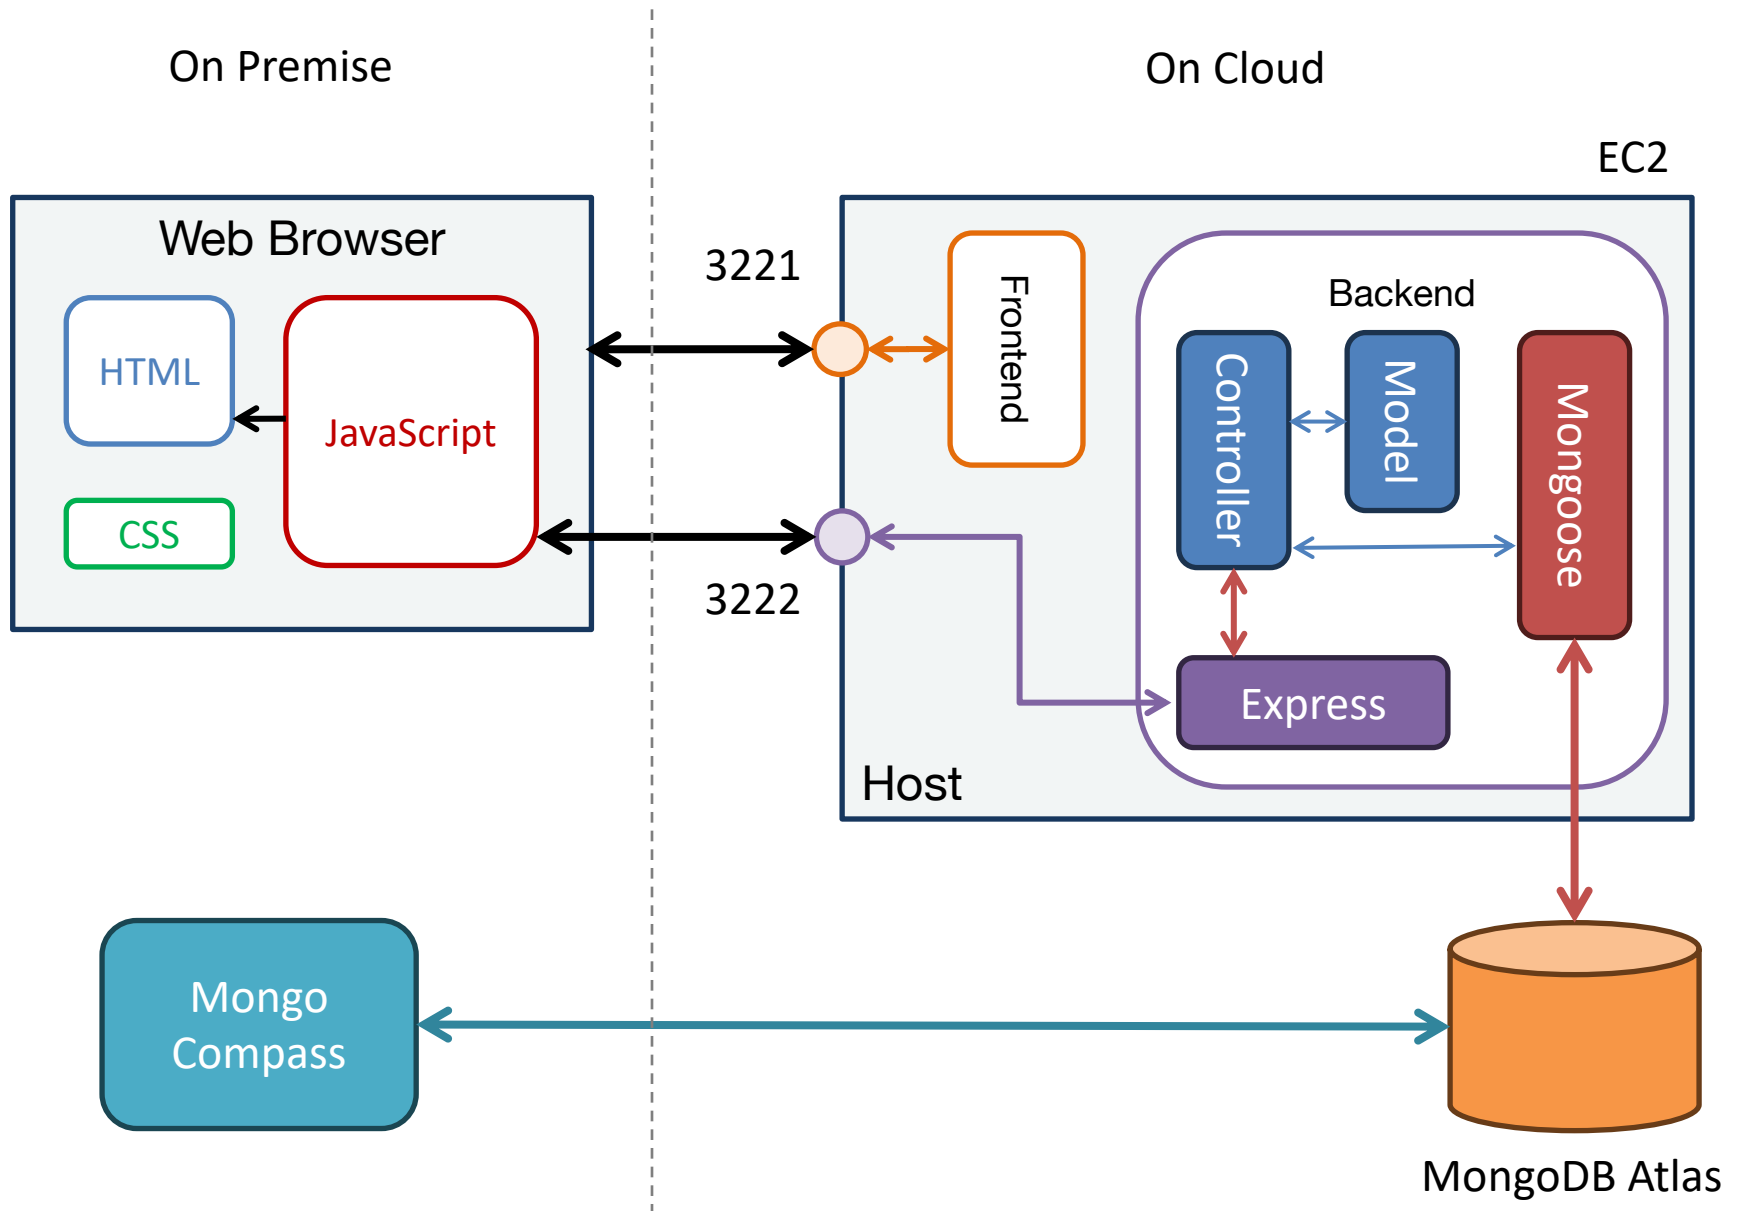 On Premise
On Cloud
EC2
Web Browser
HTML
JavaScript
CSS
3221
3222
Frontend
Backend
Controller
Model
Mongoose
Express
Host
Mongo
Compass
MongoDB Atlas